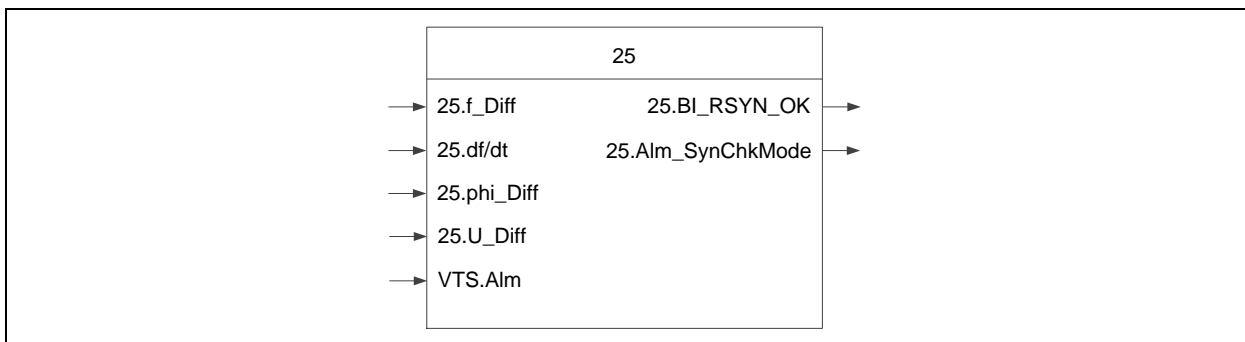 25
25.f_Diff 25.BI_RSYN_OK
25.df/dt 25.Alm_SynChkMode
25.phi_Diff
25.U_Diff
VTS.Alm